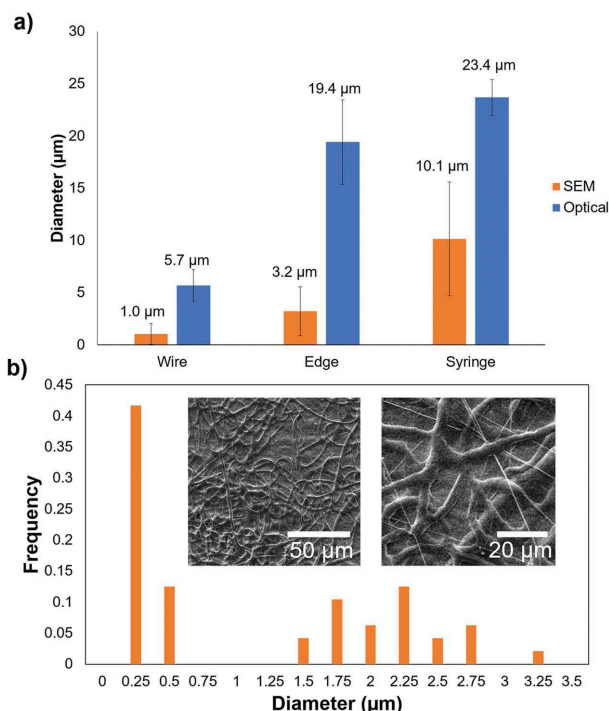 a)
30
25
20
15
10
5
0
Diameter (µm)
1.0 µm
5.7 µm
3.2 µm
19.4 µm
10.1 µm
23.4 µm
SEM
Optical
Wire
Edge
Syringe
b)
0.45
0.4
0.35
0.3
0.25
0.2
0.15
0.1
0.05
0
Frequency
50 µm
20 µm
0 0.25 0.5 0.75 1 1.25 1.5 1.75 2 2.25 2.5 2.75 3 3.25 3.5
Diameter (µm)